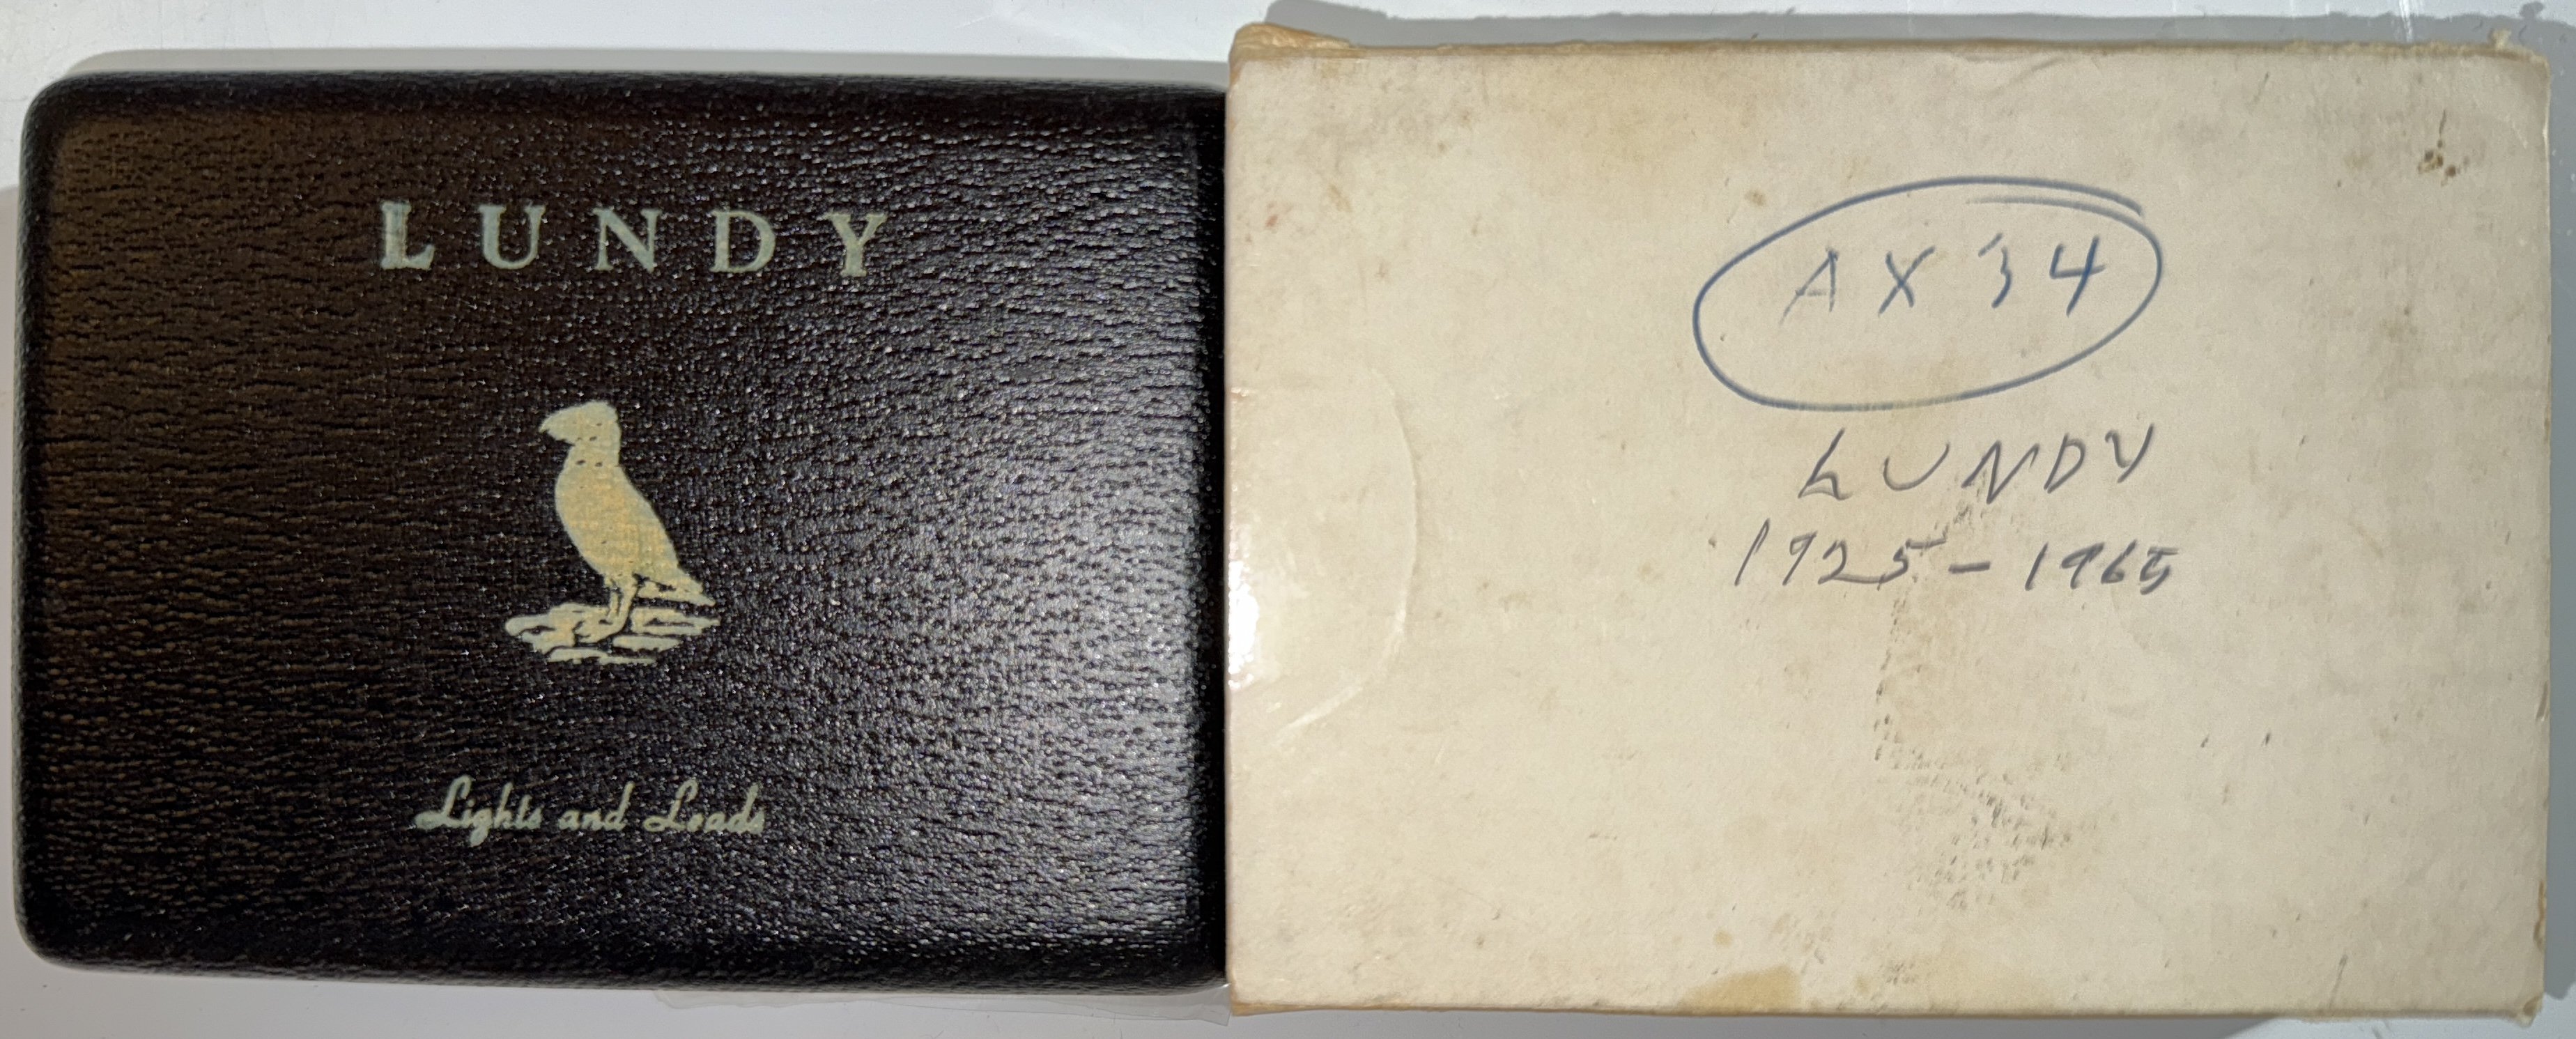 LUNDY
Lights and Leads
AX34
LUNDY
1925-1965